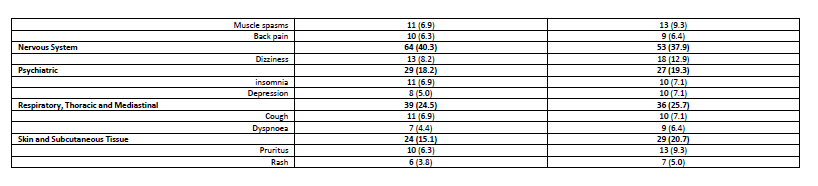 Muscle spasms 11 (6.9) 13 (9.3)
Back pain 10 (6.3) 9 (6.4)
Nervous System 64 (40.3) 53 (37.9)
Dizziness 13 (8.2) 18 (12.9)
Psychiatric 29 (18.2) 27 (19.3)
insomnia 11 (6.9) 10 (7.1)
Depression 8 (5.0) 10 (7.1)
Respiratory, Thoracic and Mediastinal 39 (24.5) 36 (25.7)
Cough 11 (6.9) 10 (7.1)
Dyspnoea 7 (4.4) 9 (6.4)
Skin and Subcutaneous Tissue 24 (15.1) 29 (20.7)
Pruritus 10 (6.3) 13 (9.3)
Rash 6 (3.8) 7 (5.0)